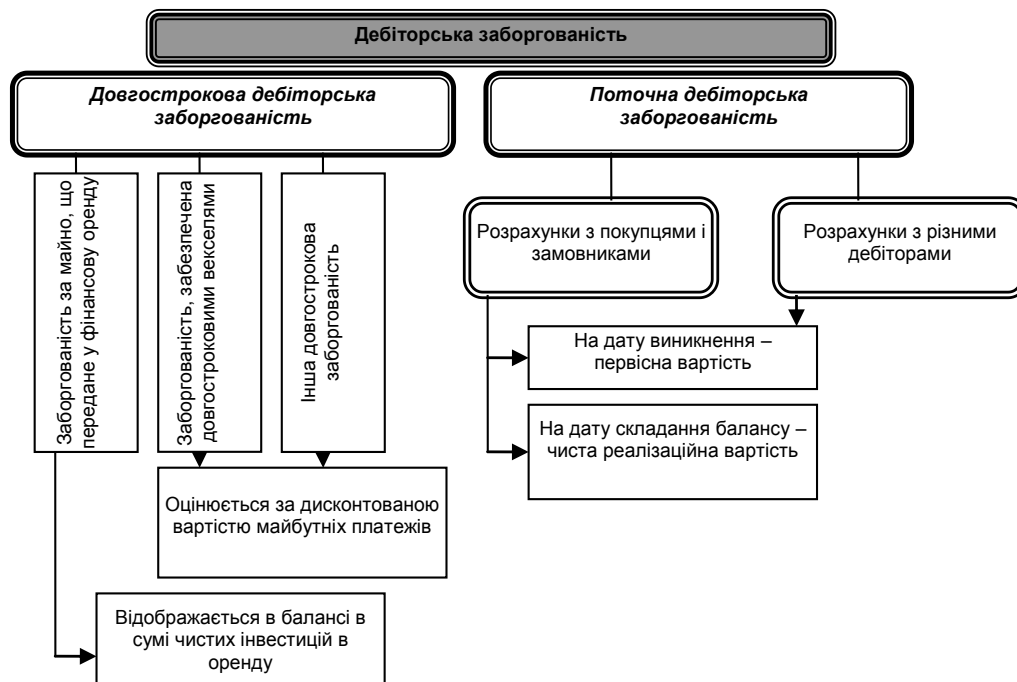 Дебіторська заборгованість
Довгострокова дебіторська
заборгованість
Поточна дебіторська
заборгованість
Заборгованість за майно, що
передане у фінансову оренду
Заборгованість, забезпечена
довгостроковими векселями
Інша довгострокова
заборгованість
Розрахунки з покупцями і
замовниками
Розрахунки з різними
дебіторами
На дату виникнення –
первісна вартість
На дату складання балансу –
чиста реалізаційна вартість
Оцінюється за дисконтованою
вартістю майбутніх платежів
Відображається в балансі в
сумі чистих інвестицій в
оренду